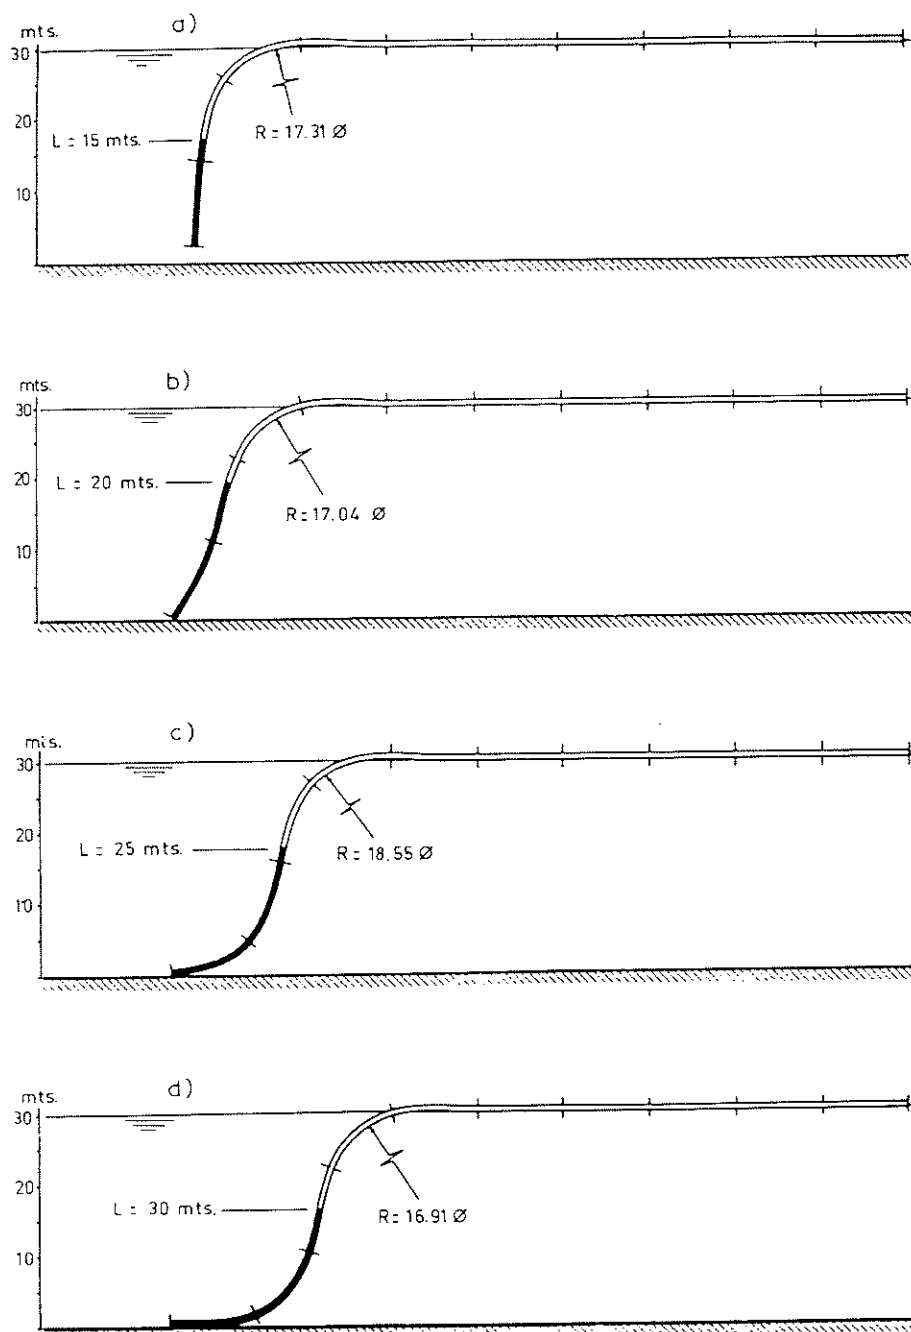 a)
mts.
30
20
10
L = 15 mts.
R = 17.31 Ø
b)
mts.
30
20
10
L = 20 mts.
R = 17.04 Ø
c)
mts.
30
20
10
L = 25 mts.
R = 18.55 Ø
d)
mts.
30
20
10
L = 30 mts.
R = 16.91 Ø